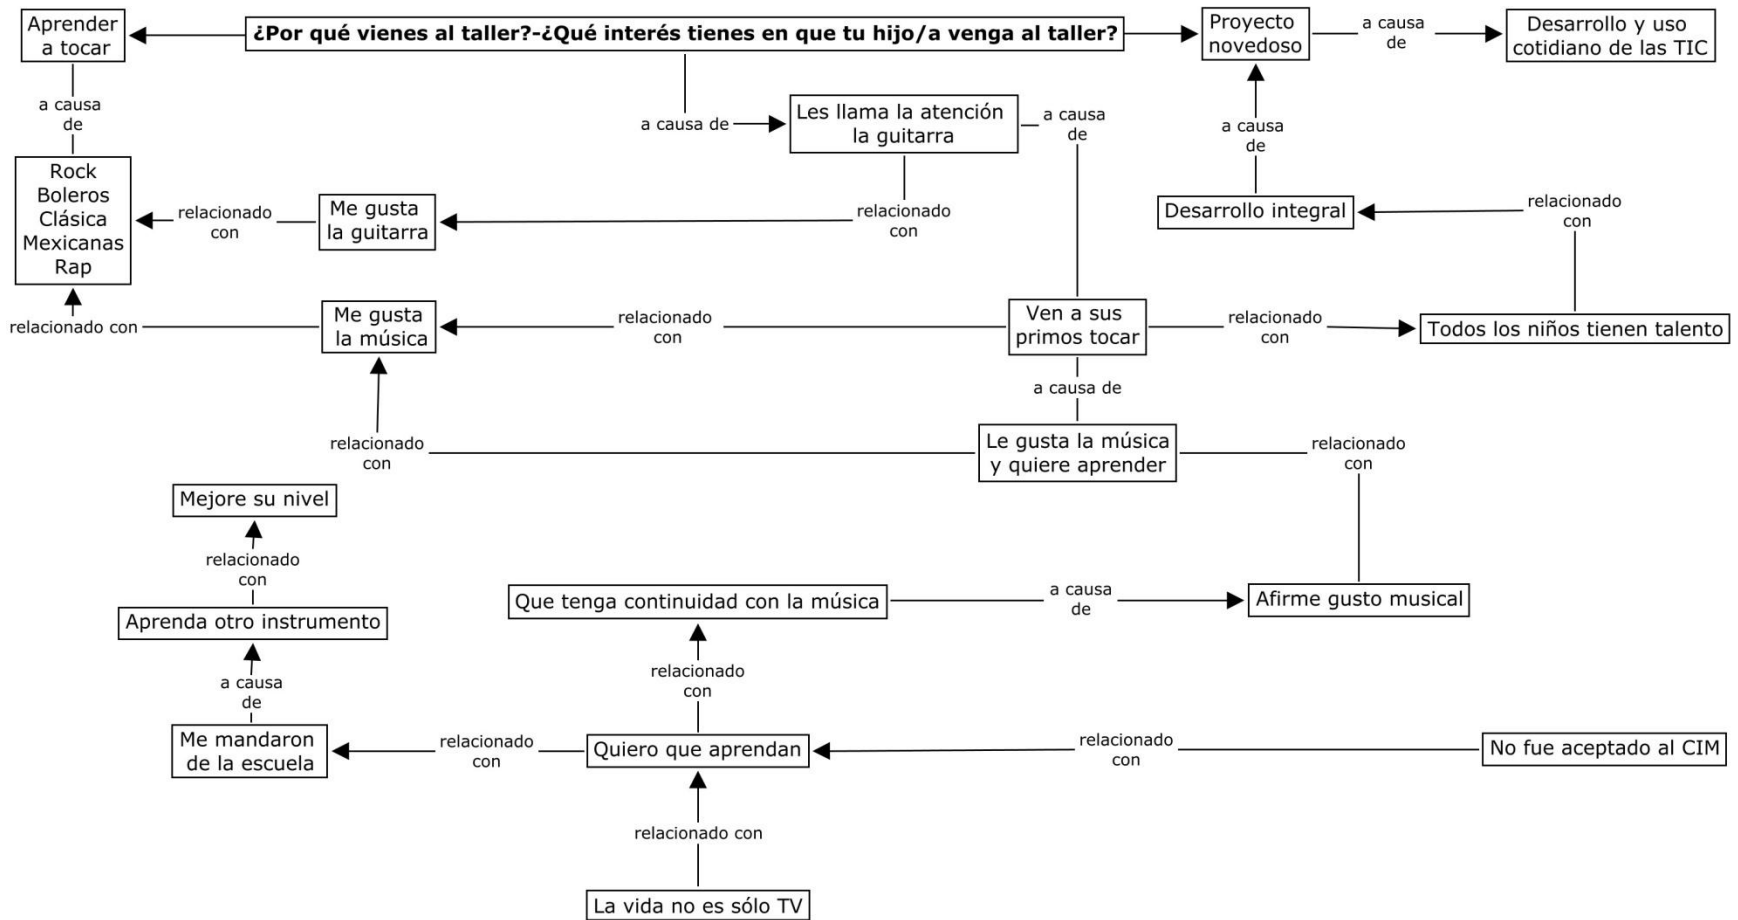 Aprender
a tocar
¿Por qué vienes al taller?-¿Qué interés tienes en que tu hijo/a venga al taller?
Proyecto
novedoso
a causa
de
Desarrollo y uso
cotidiano de las TIC
a causa
de
a causa de
Les llama la atención
la guitarra
a causa
de
a causa
de
Rock
Boleros
Clásica
Mexicanas
Rap
relacionado
con
Me gusta
la guitarra
relacionado
con
Desarrollo integral
relacionado
con
relacionado con
Me gusta
la música
relacionado
con
Ven a sus
primos tocar
relacionado
con
Todos los niños tienen talento
a causa de
relacionado
con
Le gusta la música
y quiere aprender
relacionado
con
Mejore su nivel
relacionado
con
Que tenga continuidad con la música
a causa
de
Afirme gusto musical
Aprenda otro instrumento
a causa
de
relacionado
con
Me mandaron
de la escuela
relacionado
con
Quiero que aprendan
relacionado
con
No fue aceptado al CIM
relacionado con
La vida no es sólo TV